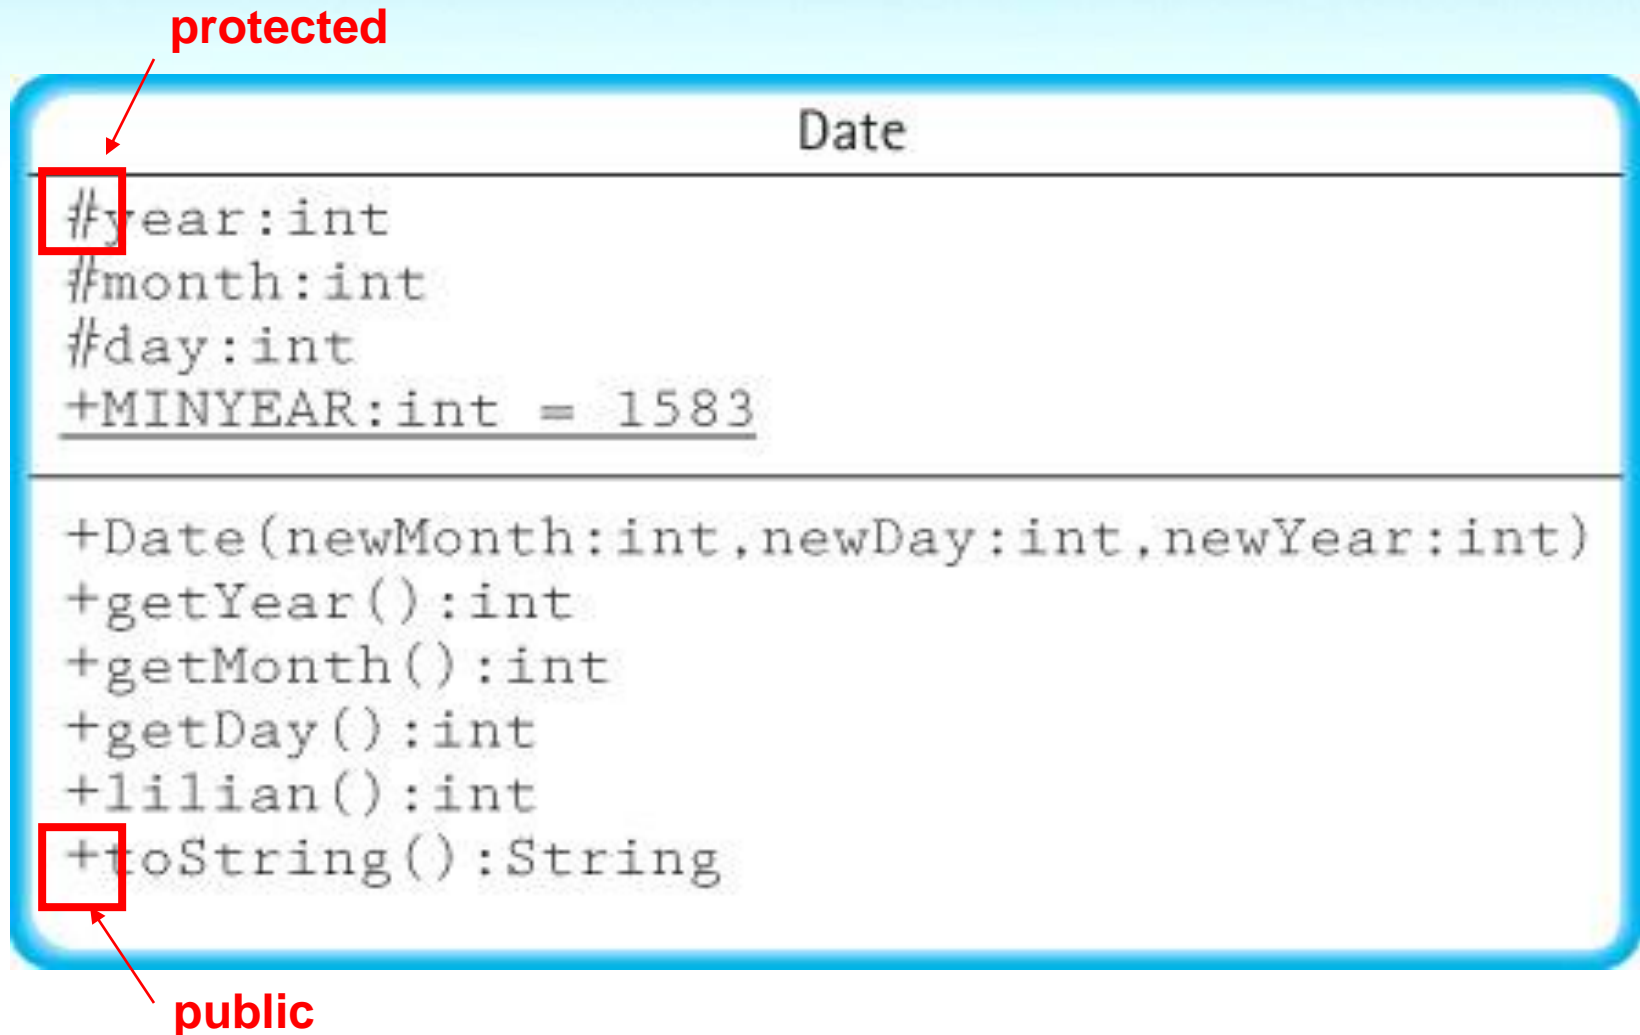 protected
Date
#year:int
#month:int
#day:int
+MINYEAR:int = 1583
+Date(newMonth:int,newDay:int,newYear:int)
+getYear():int
+getMonth():int
+getDay():int
+lilian():int
+toString():String
public